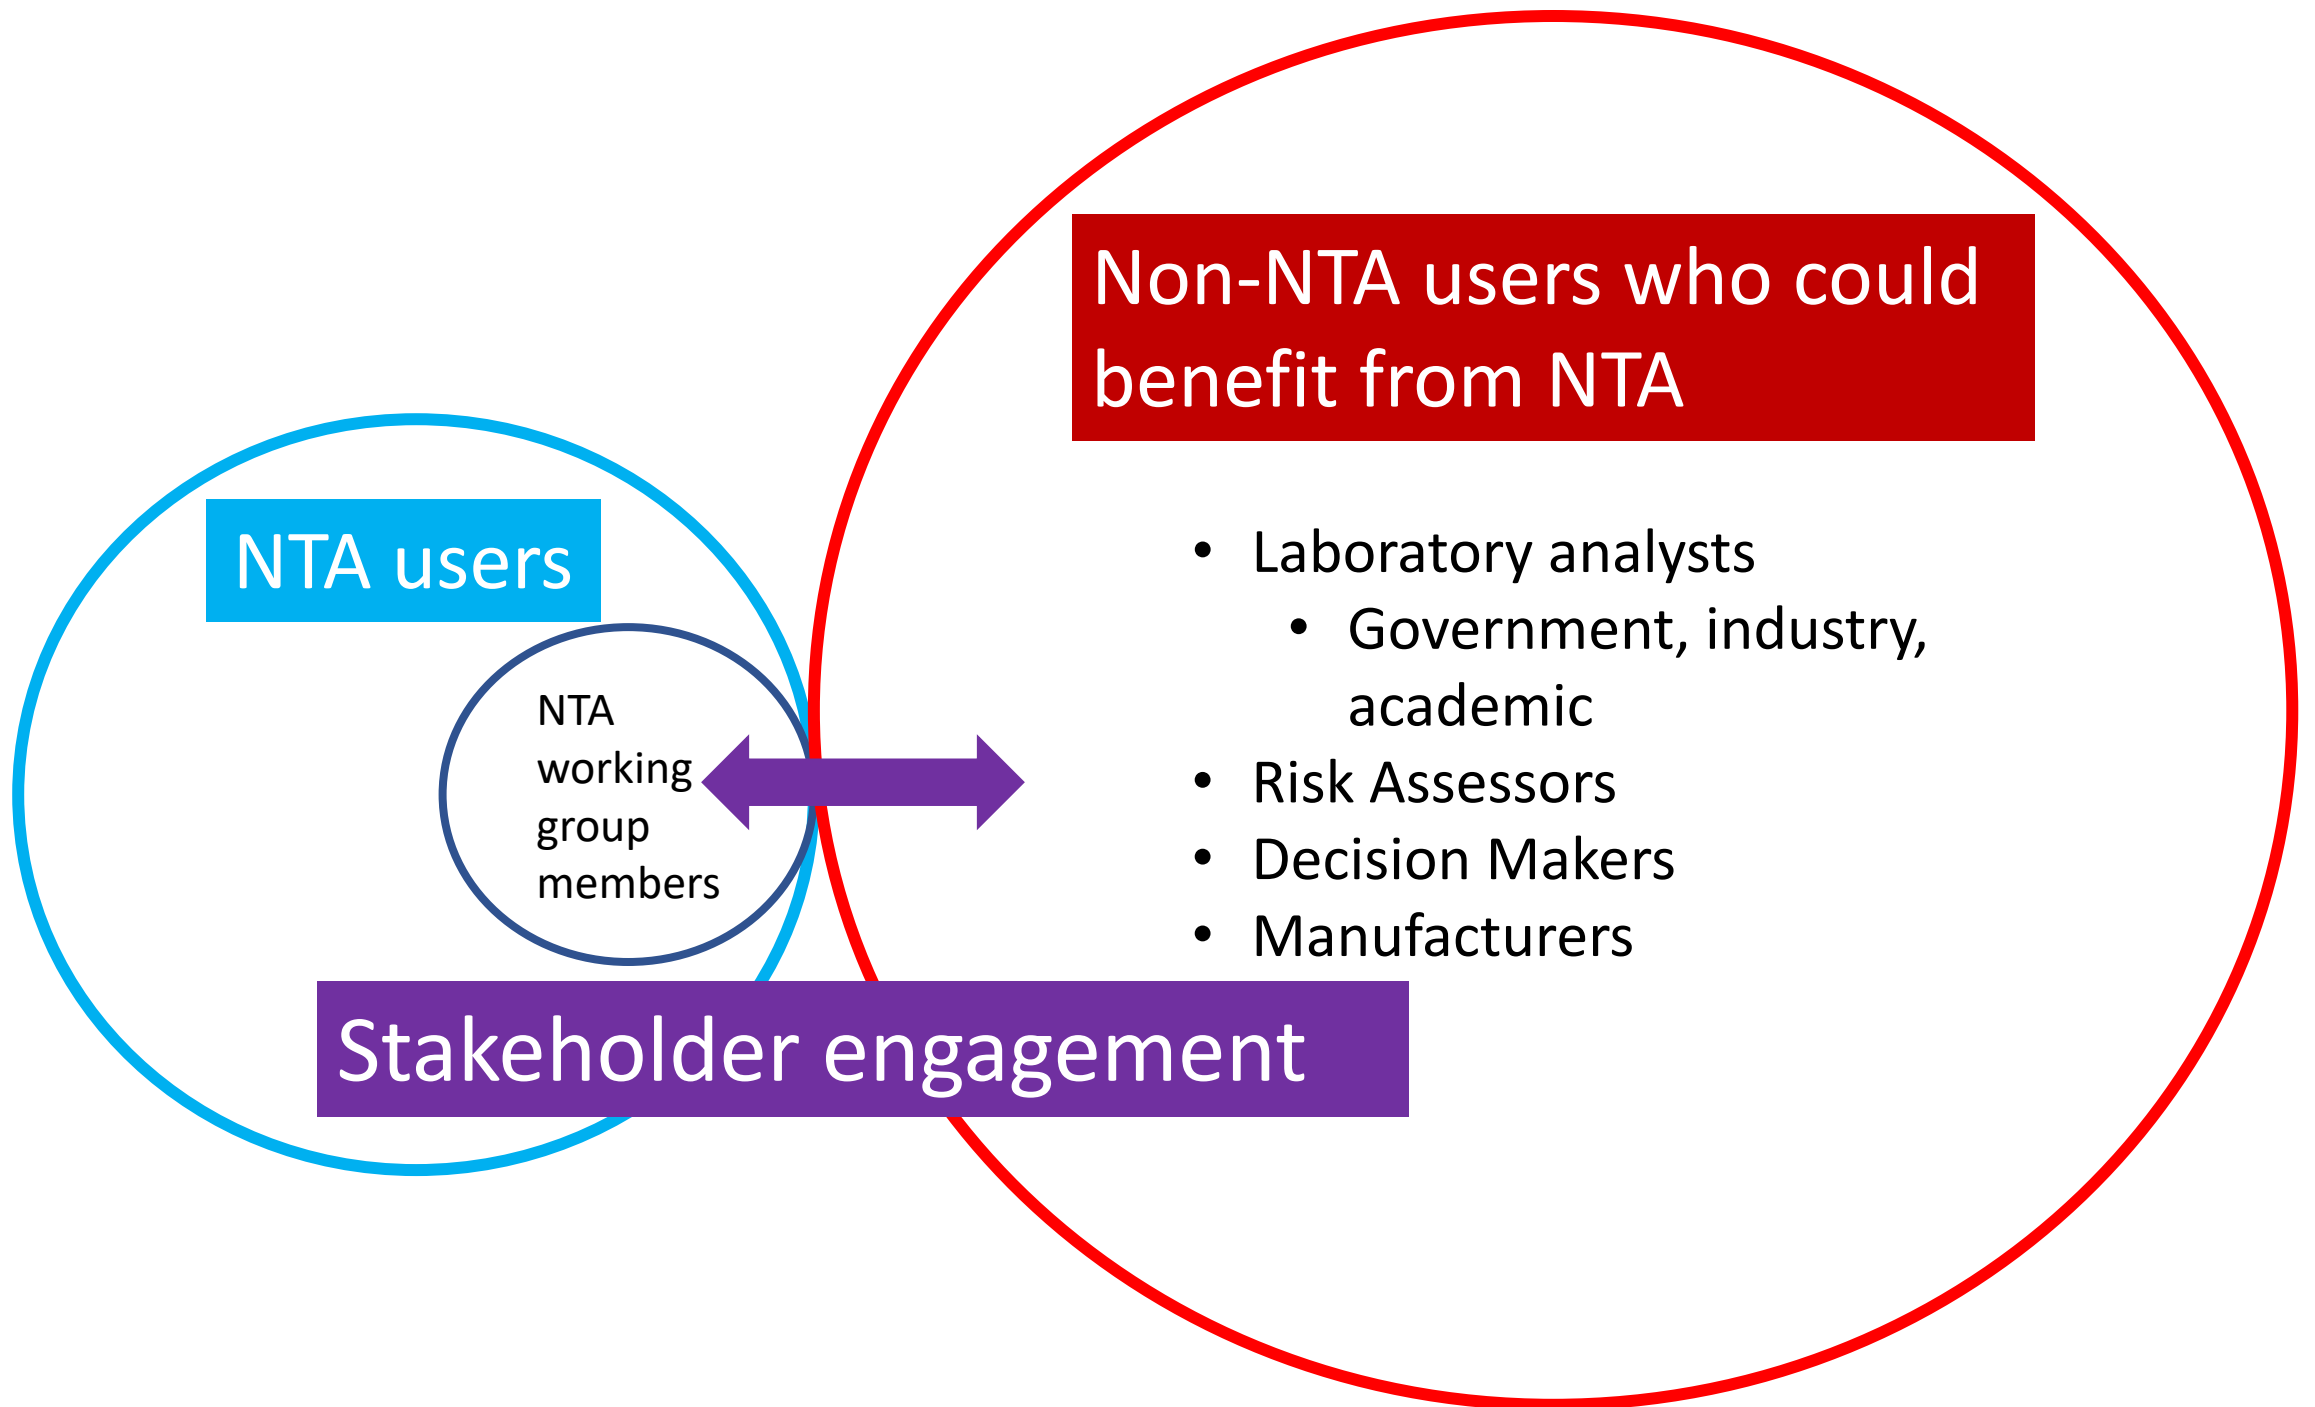 Non-NTA users who could
benefit from NTA
NTA users
• Laboratory analysts
• Government, industry,
academic
• Risk Assessors
• Decision Makers
• Manufacturers
NTA
working
group
members
Stakeholder engagement